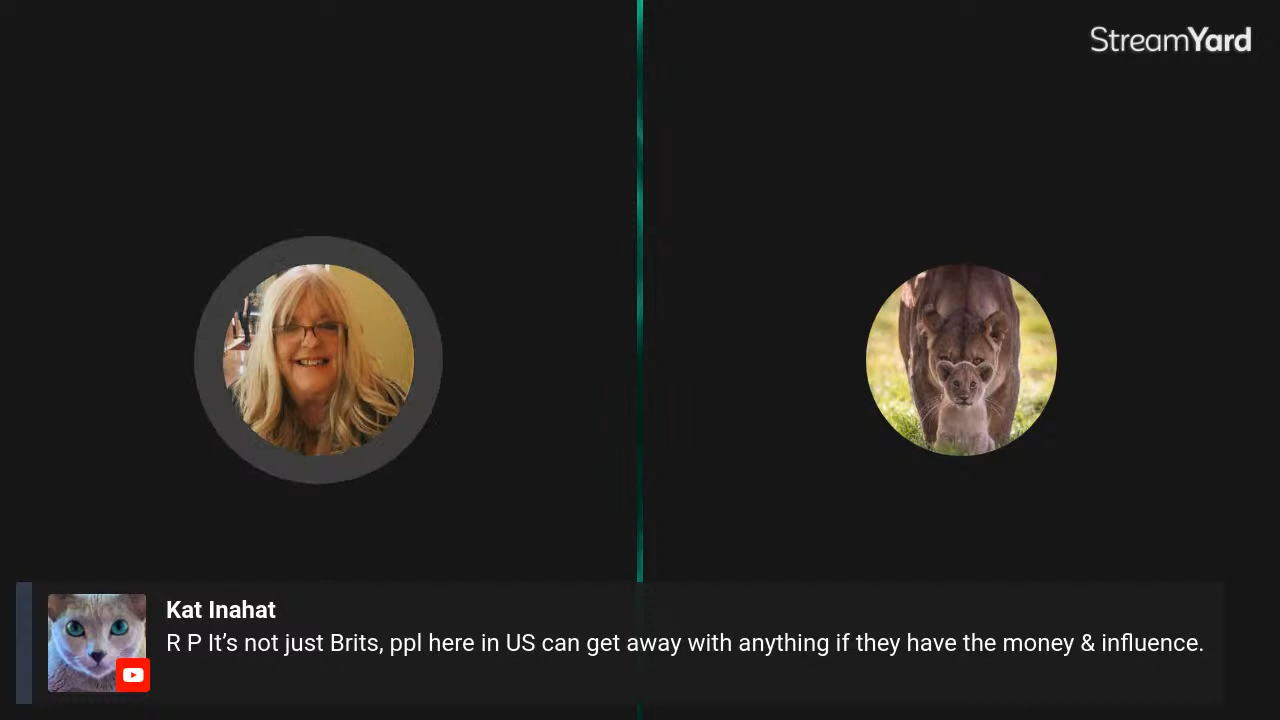 StreamYard
Kat Inahat
R P It’s not just Brits, ppl here in US can get away with anything if they have the money & influence.